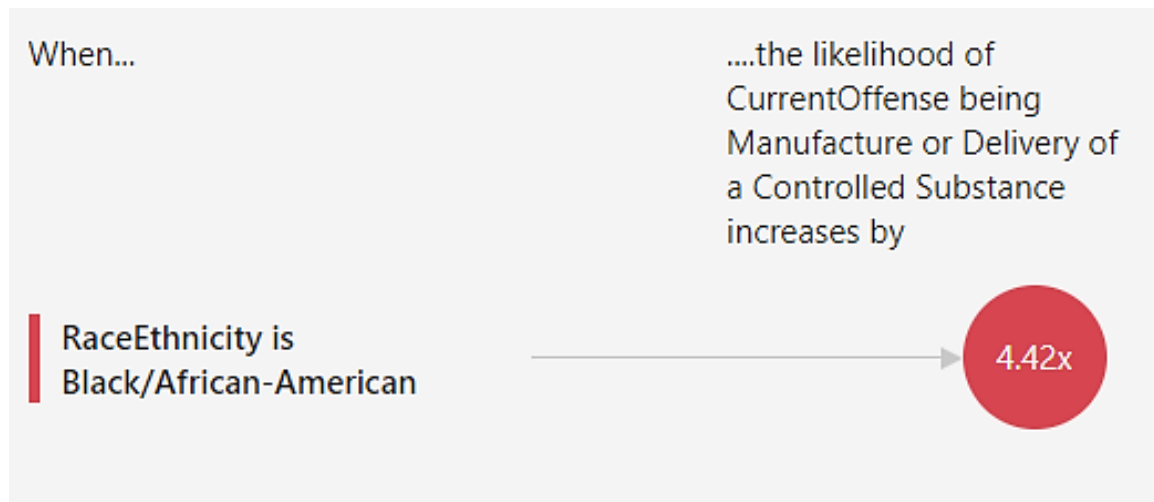 When...
....the likelihood of
CurrentOffense being
Manufacture or Delivery of
a Controlled Substance
increases by
RaceEthnicity is
Black/African-American
4.42x